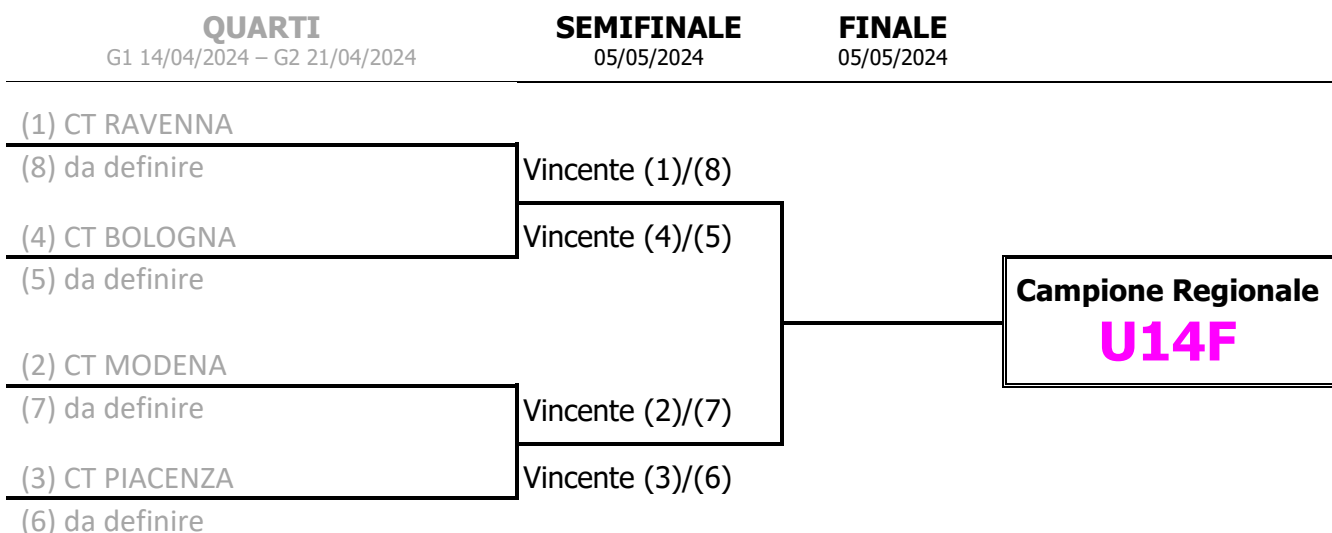 QUARTI
G1 14/04/2024 – G2 21/04/2024
SEMIFINALE
05/05/2024
FINALE
05/05/2024
(1) CT RAVENNA
(8) da definire
Vincente (1)/(8)
(4) CT BOLOGNA
Vincente (4)/(5)
(5) da definire
Campione Regionale
U14F
(2) CT MODENA
(7) da definire
Vincente (2)/(7)
(3) CT PIACENZA
Vincente (3)/(6)
(6) da definire